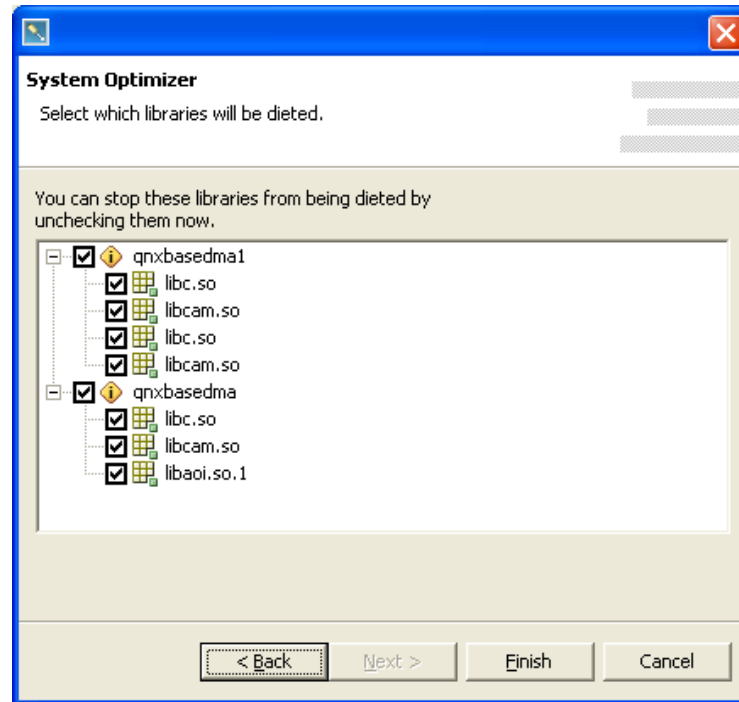 System Optimizer
Select which libraries will be dieted.
You can stop these libraries from being dieted by
unchecking them now.
qnxbasedma1
libc.so
libcam.so
libc.so
libcam.so
qnxbasedma
libc.so
libcam.so
libaoi.so.1
< Back Next > Finish Cancel